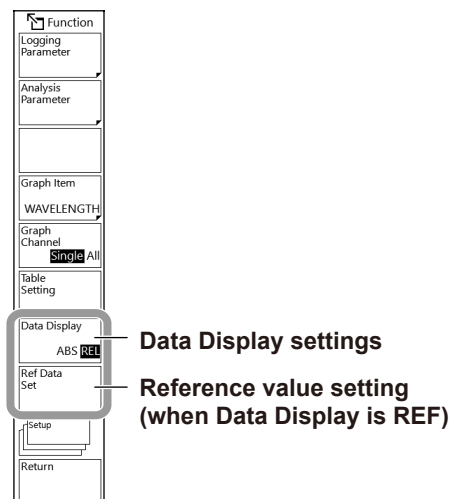 Function
Logging
Parameter
Analysis
Parameter
Graph Item
WAVELENGTH
Graph
Channel
Single All
Table
Setting
Data Display
ABS REL
Data Display settings
Ref Data
Set
Reference value setting
(when Data Display is REF)
Setup
Return